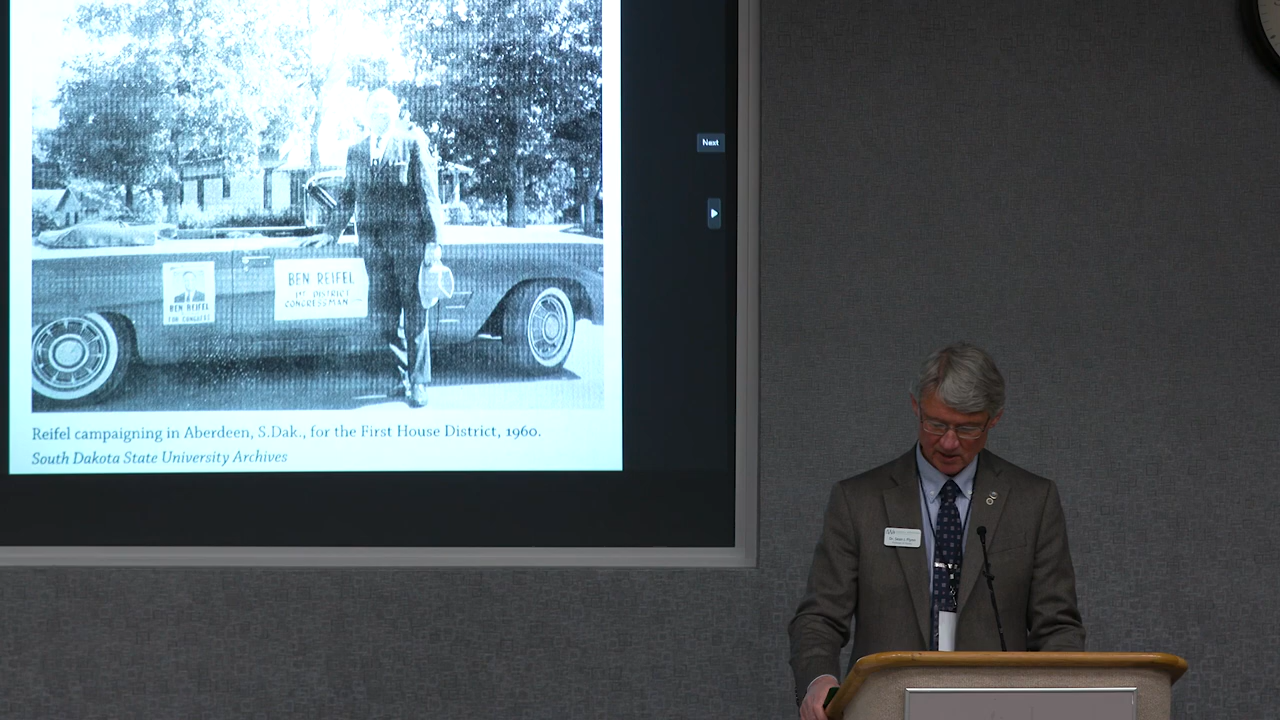 Next
BEN REIFEL
1ST DISTRICT
CONGRESSMAN
BEN REIFEL
FOR CONGRESS
Reifel campaigning in Aberdeen, S.Dak., for the First House District, 1960.
South Dakota State University Archives